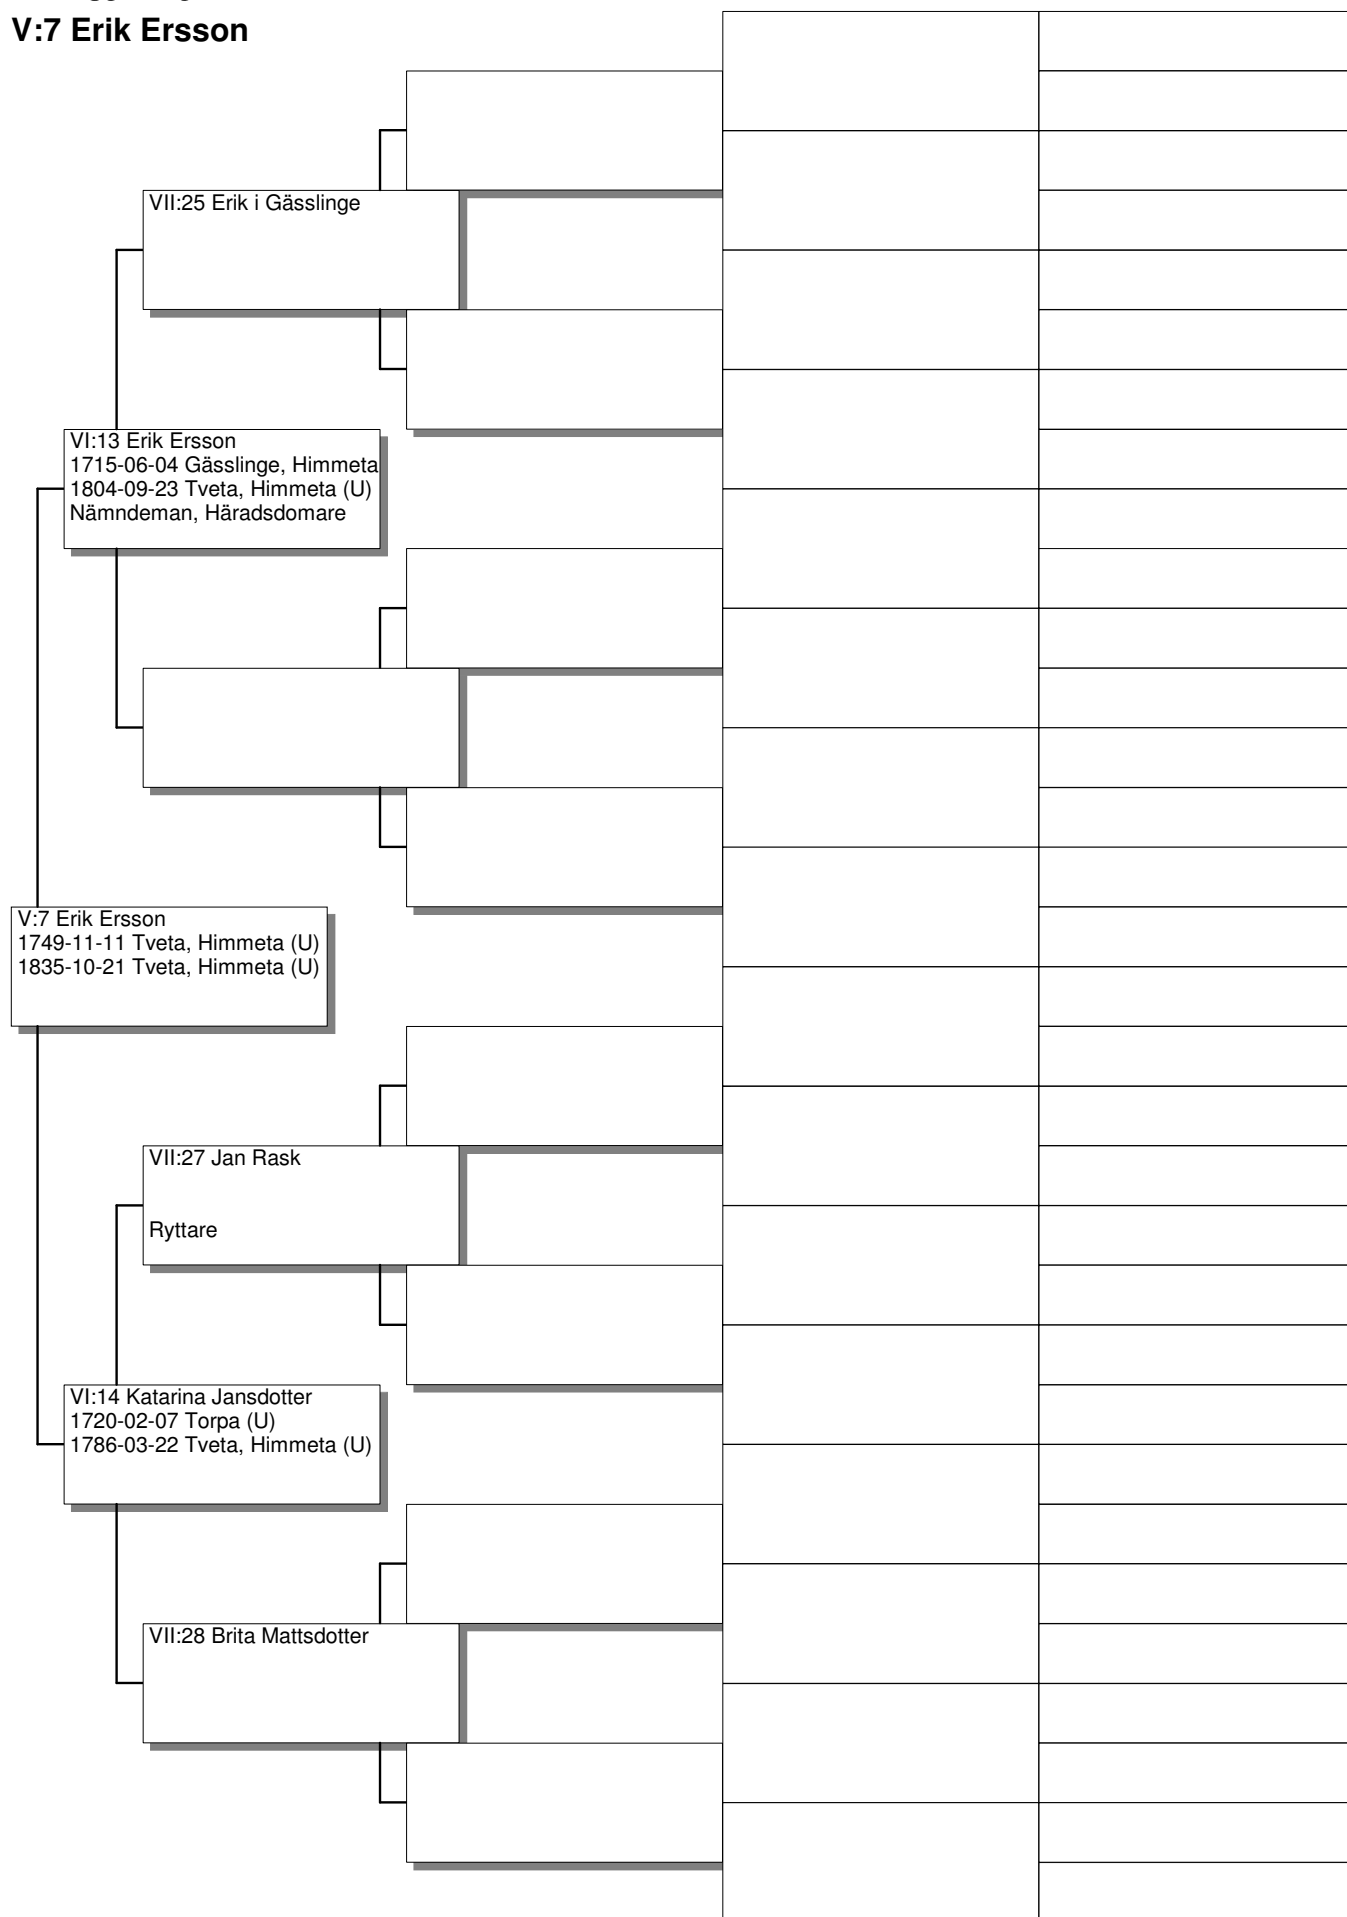 V:7 Erik Ersson
VII:25 Erik i Gässlinge
VI:13 Erik Ersson
1715-06-04 Gässlinge, Himmeta
1804-09-23 Tveta, Himmeta (U)
Nämndeman, Häradsdomare
V:7 Erik Ersson
1749-11-11 Tveta, Himmeta (U)
1835-10-21 Tveta, Himmeta (U)
VII:27 Jan Rask
Ryttare
VI:14 Katarina Jansdotter
1720-02-07 Torpa (U)
1786-03-22 Tveta, Himmeta (U)
VII:28 Brita Mattsdotter